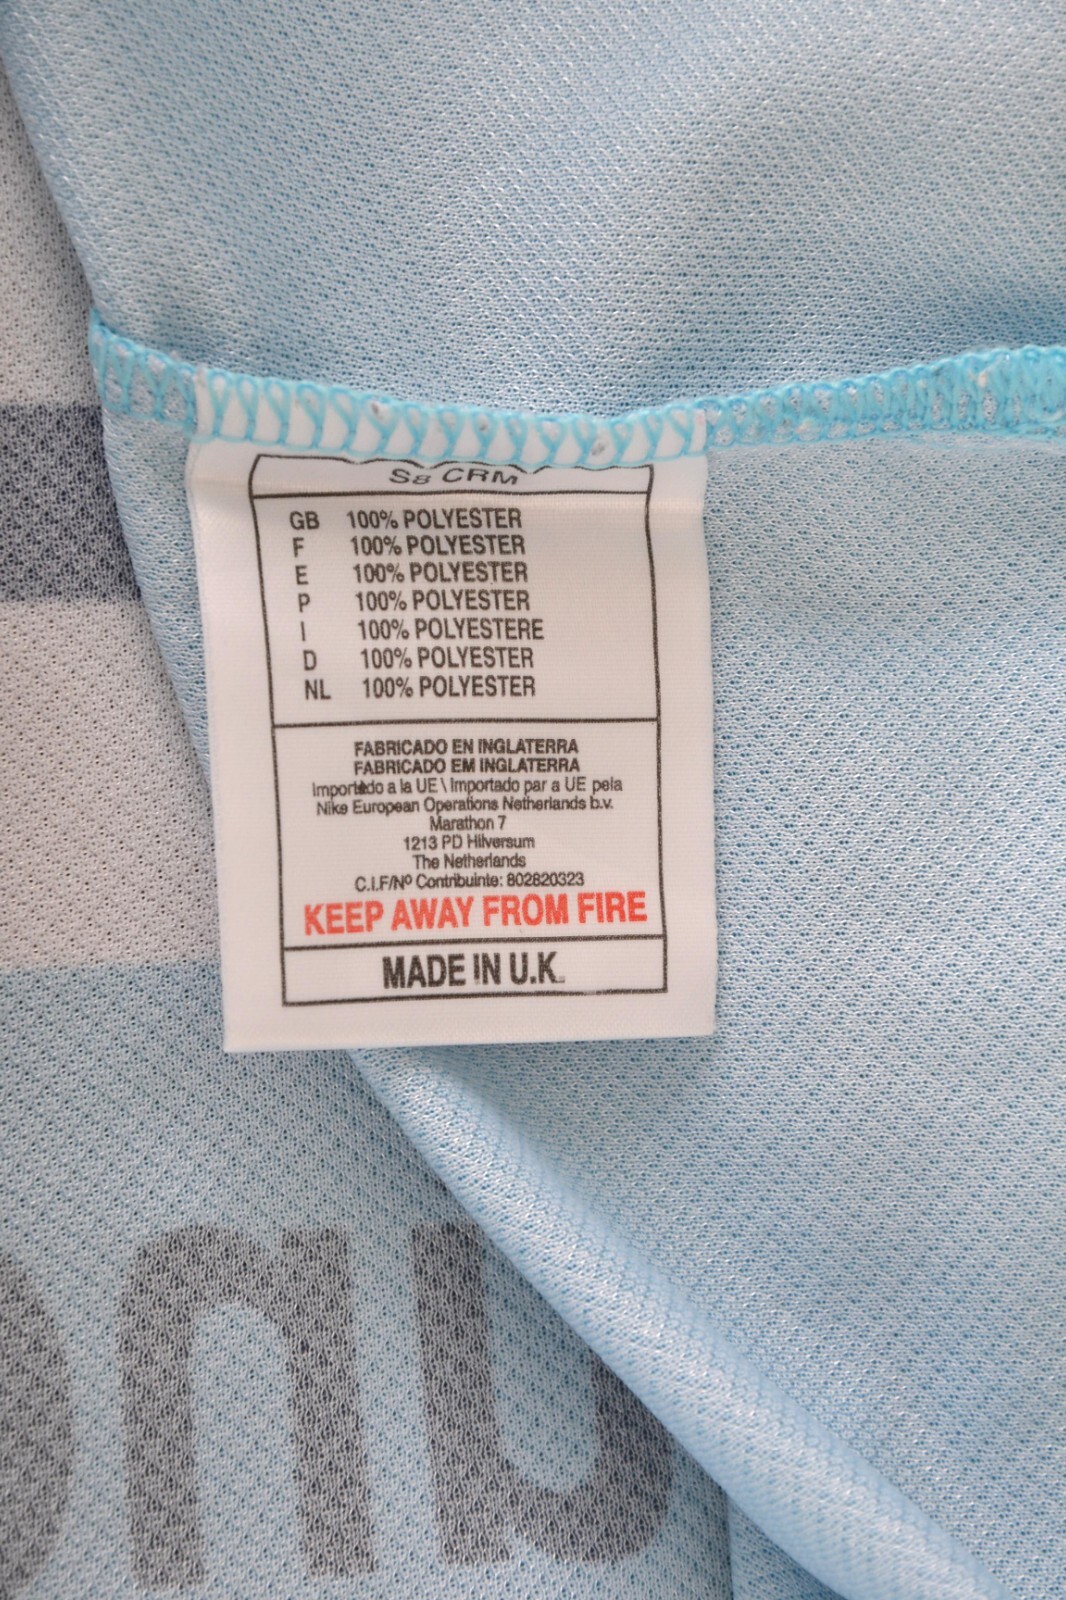 S& CRM
GB 100% POLYESTER
F 100% POLYESTER
E 100% POLYESTER
P 100% POLYESTER
I 100% POLYESTERE
D 100% POLYESTER
NL 100% POLYESTER
FABRICADO EN INGLATERRA
FABRICADO EM INGLATERRA
Importado a la UE \ Importado par a UE pela
Nike European Operations Netherlands b.v.
Marathon 7
1213 PD Hilversum
The Netherlands
C.I.F/Nº Contribuinte: 802820323
KEEP AWAY FROM FIRE
MADE IN U.K.